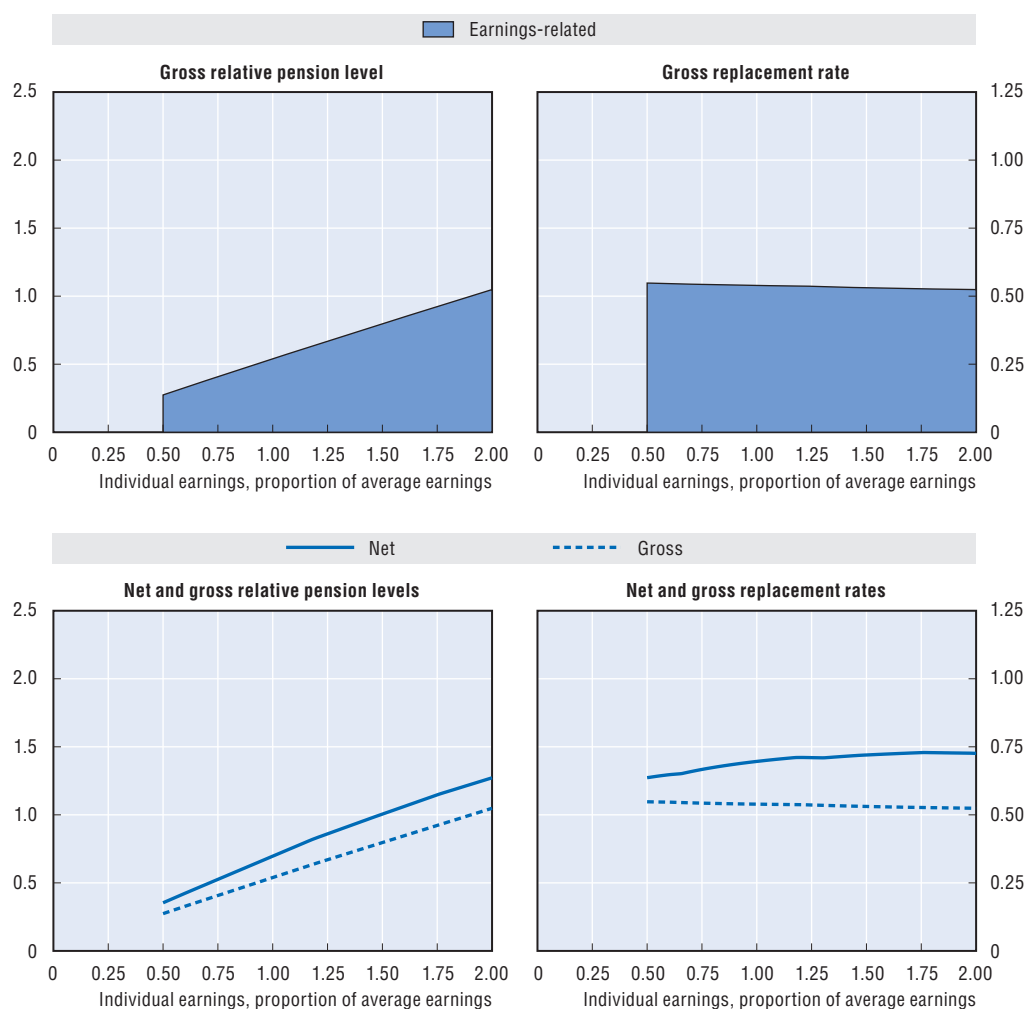 Earnings-related
Gross relative pension level
Gross replacement rate
2.5
2.0
1.5
1.0
0.5
0
1.25
1.00
0.75
0.50
0.25
0
0 0.25 0.50 0.75 1.00 1.25 1.50 1.75 2.00
0 0.25 0.50 0.75 1.00 1.25 1.50 1.75 2.00
Individual earnings, proportion of average earnings
Individual earnings, proportion of average earnings
Net Gross
Net and gross relative pension levels
Net and gross replacement rates
2.5
2.0
1.5
1.0
0.5
0
1.25
1.00
0.75
0.50
0.25
0
0 0.25 0.50 0.75 1.00 1.25 1.50 1.75 2.00
0 0.25 0.50 0.75 1.00 1.25 1.50 1.75 2.00
Individual earnings, proportion of average earnings
Individual earnings, proportion of average earnings